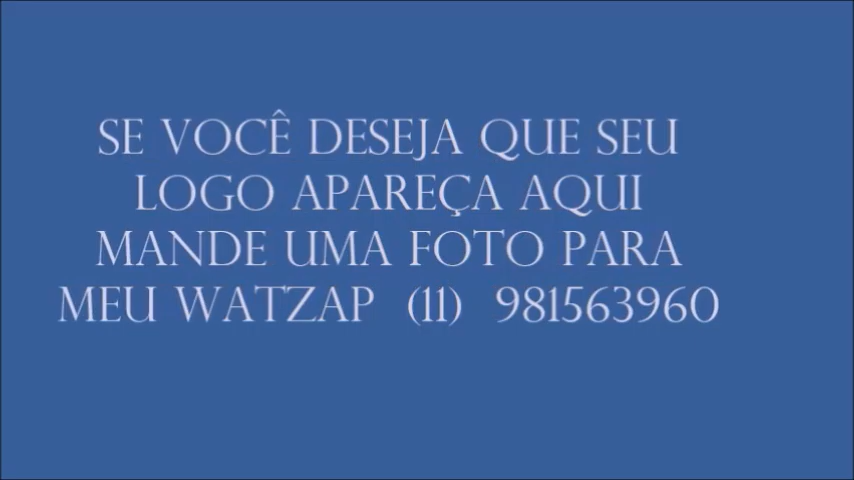 SE VOCÊ DESEJA QUE SEU
LOGO APAREÇA AQUI
MANDE UMA FOTO PARA
MEU WATZAP (11) 981563960